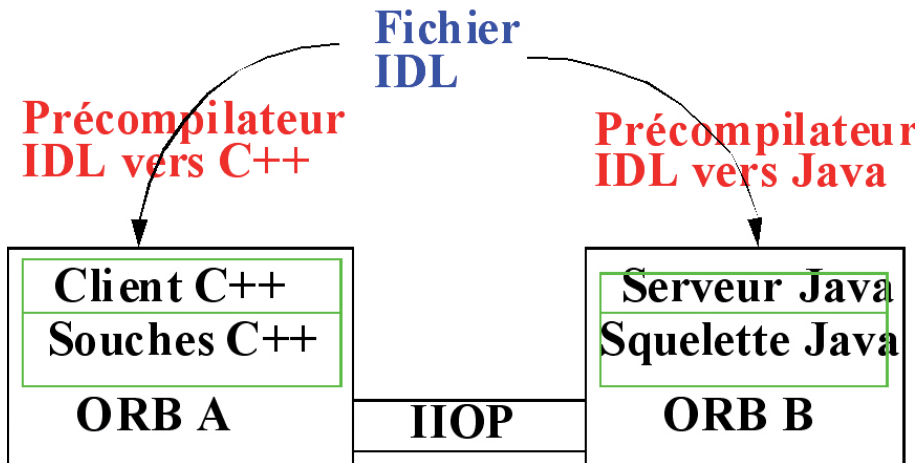 Fichier
IDL
Précompilateur
IDL vers C++
Précompilateur
IDL vers Java
Client C++
Souches C++
ORB A
IIOP
Serveur Java
Squelette Java
ORB B